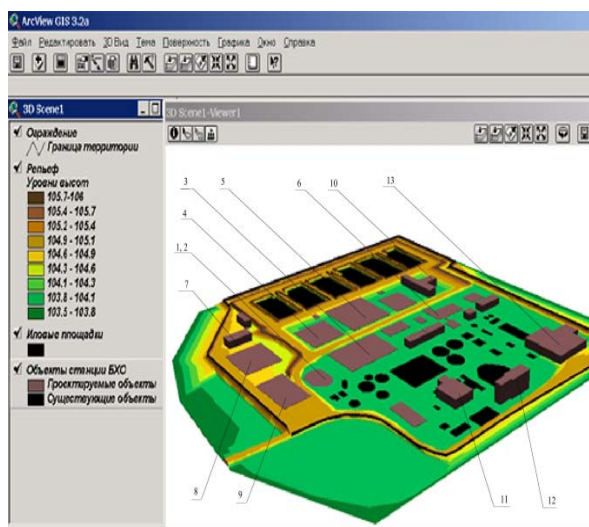 ArcView GIS 3.2a
Файл Редактировать 3D Вид Тема Поверхность Графика Окно Справка
3D Scene1
3D Scene1-Viewer1
Ограждение
Граница территории
Рельеф
Уровни высот
105.7-106
105.4 - 105.7
105.2 - 105.4
104.9 - 105.1
104.6 - 104.9
104.3 - 104.6
104.1 - 104.3
103.8 - 104.1
103.5 - 103.8
Иловые площадки
Объекты станции БХО
Проектируемые объекты
Существующие объекты
3
5
6
10
13
4
1, 2
7
8
9
11
12